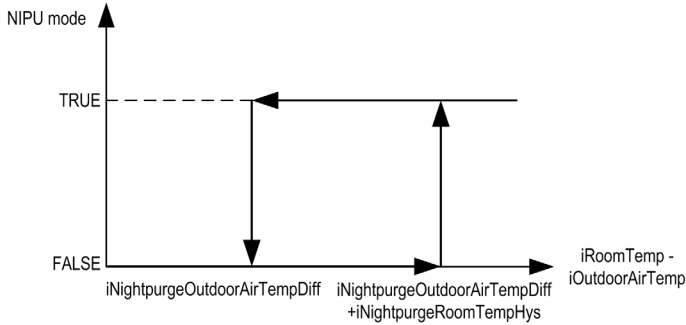 NIPU mode
TRUE
FALSE
iNightpurgeOutdoorAirTempDiff
iNightpurgeOutdoorAirTempDiff
+iNightpurgeRoomTempHys
iRoomTemp -
iOutdoorAirTemp